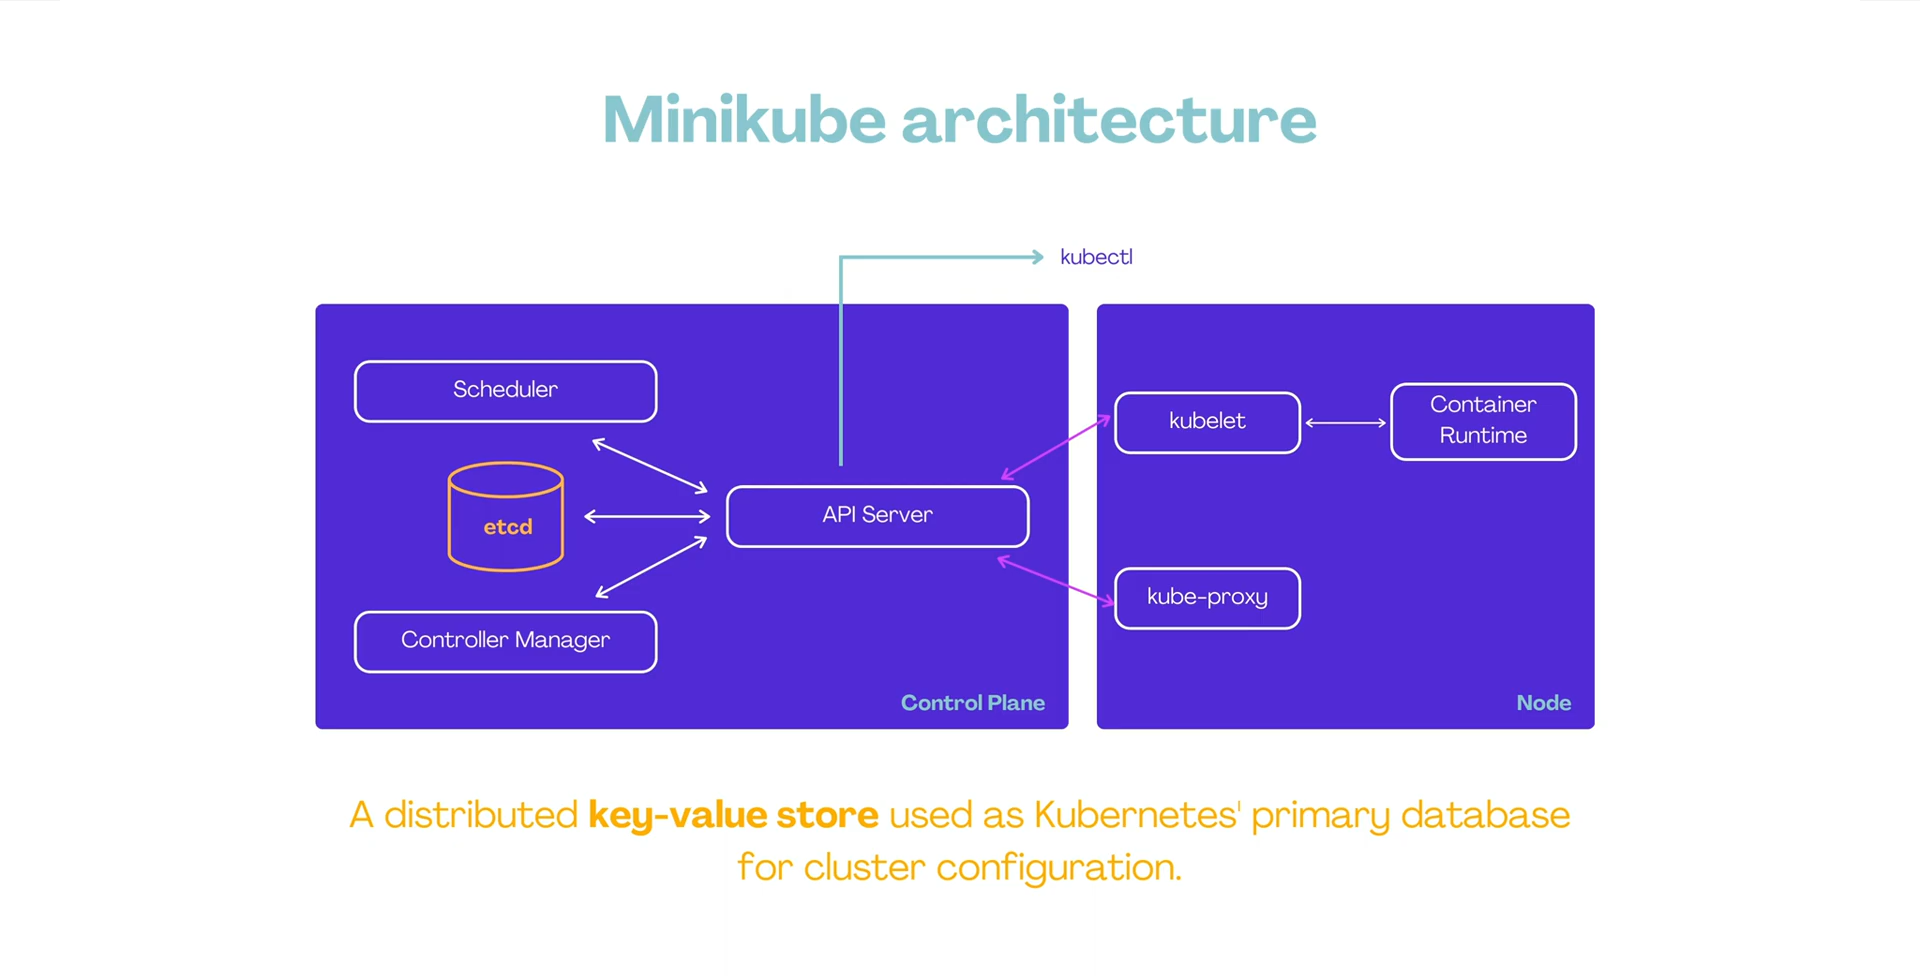 Minikube architecture
kubectl
Scheduler
etcd
Controller Manager
API Server
Control Plane
kubelet
Container
Runtime
kube-proxy
Node
A distributed key-value store used as Kubernetes' primary database
for cluster configuration.